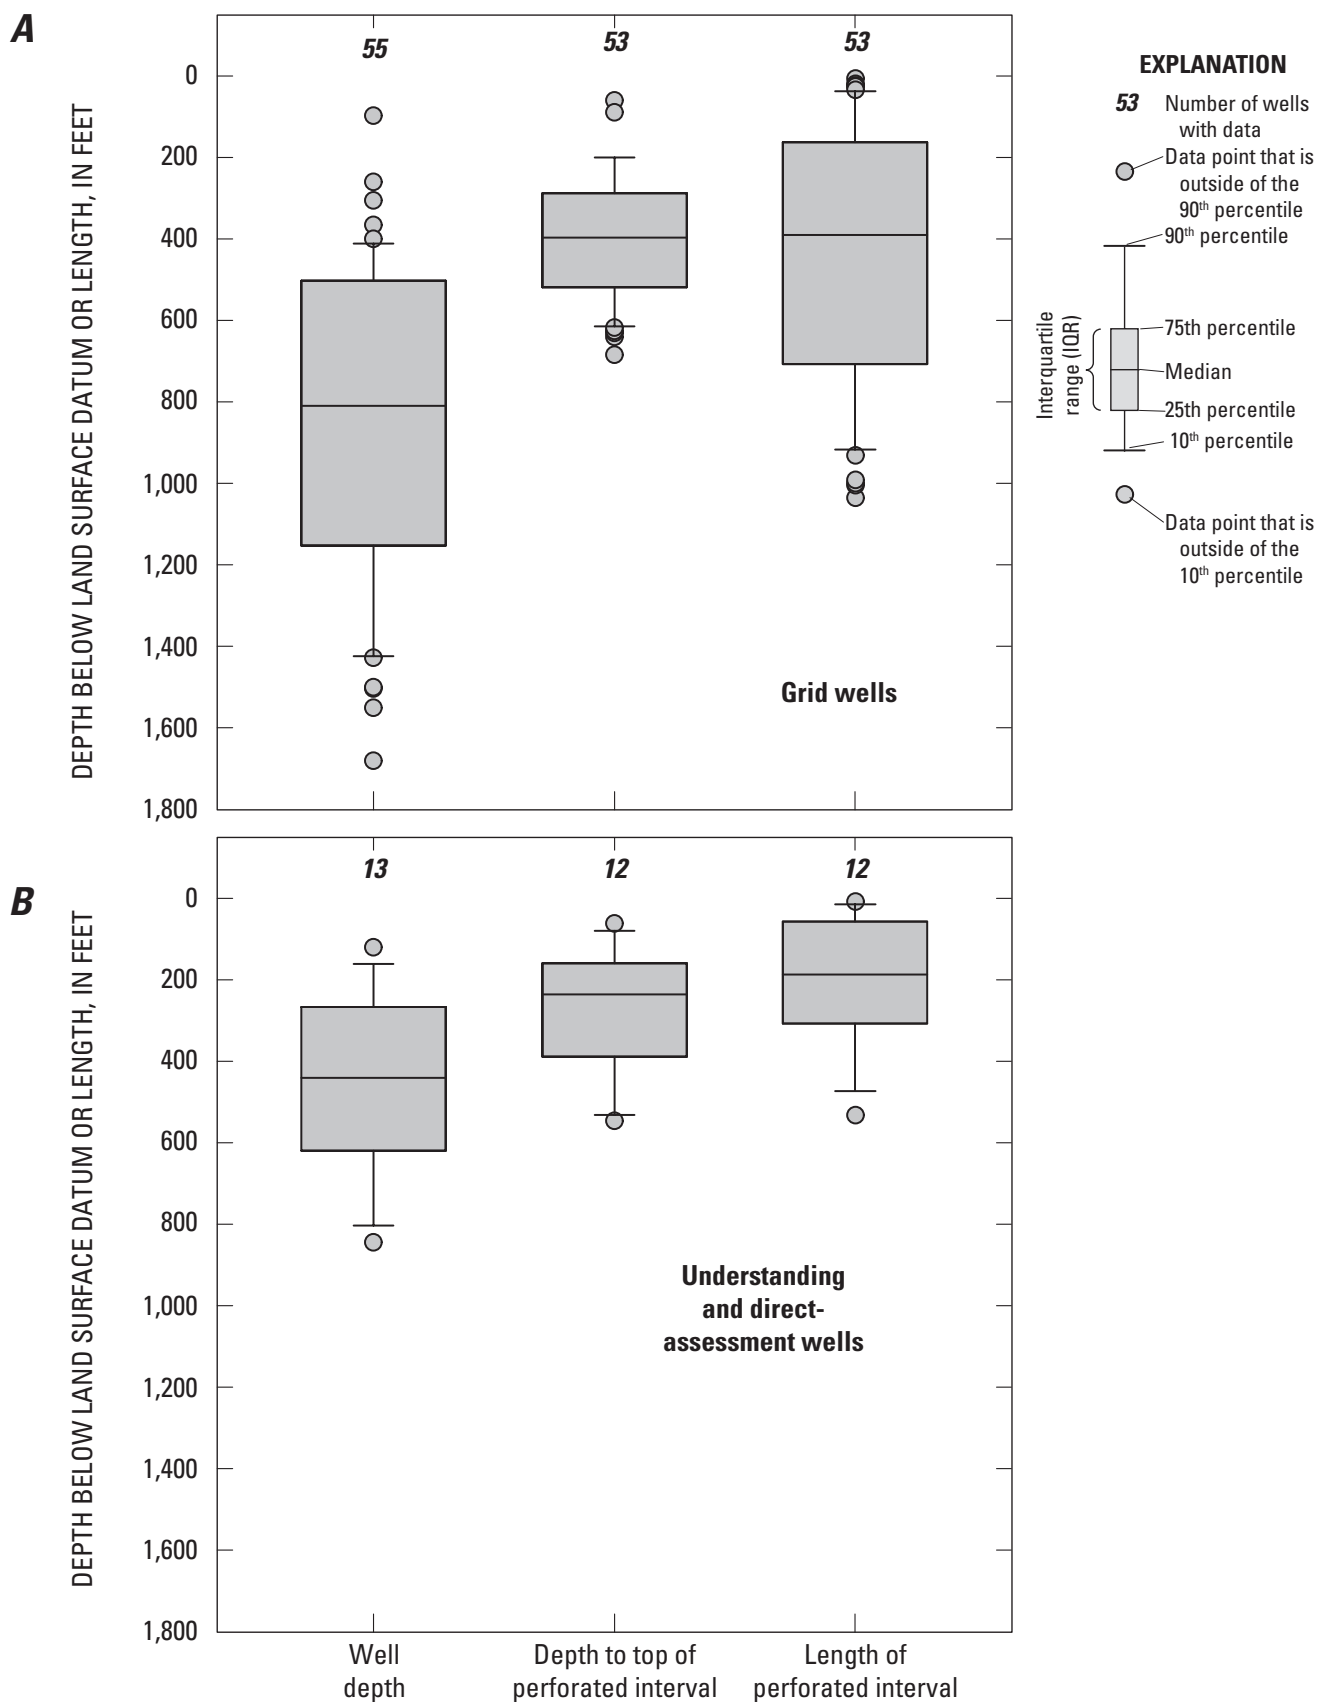 A
DEPTH BELOW LAND SURFACE DATUM OR LENGTH, IN FEET
0
200
400
600
800
1,000
1,200
1,400
1,600
1,800
55
53
53
Grid wells
EXPLANATION
53 Number of wells
with data
Data point that is
outside of the
90th percentile
90th percentile
Interquartile
range (IQR)
75th percentile
Median
25th percentile
10th percentile
Data point that is
outside of the
10th percentile
B
DEPTH BELOW LAND SURFACE DATUM OR LENGTH, IN FEET
0
200
400
600
800
1,000
1,200
1,400
1,600
1,800
13
12
12
Understanding
and direct-
assessment wells
Well
depth
Depth to top of
perforated interval
Length of
perforated interval